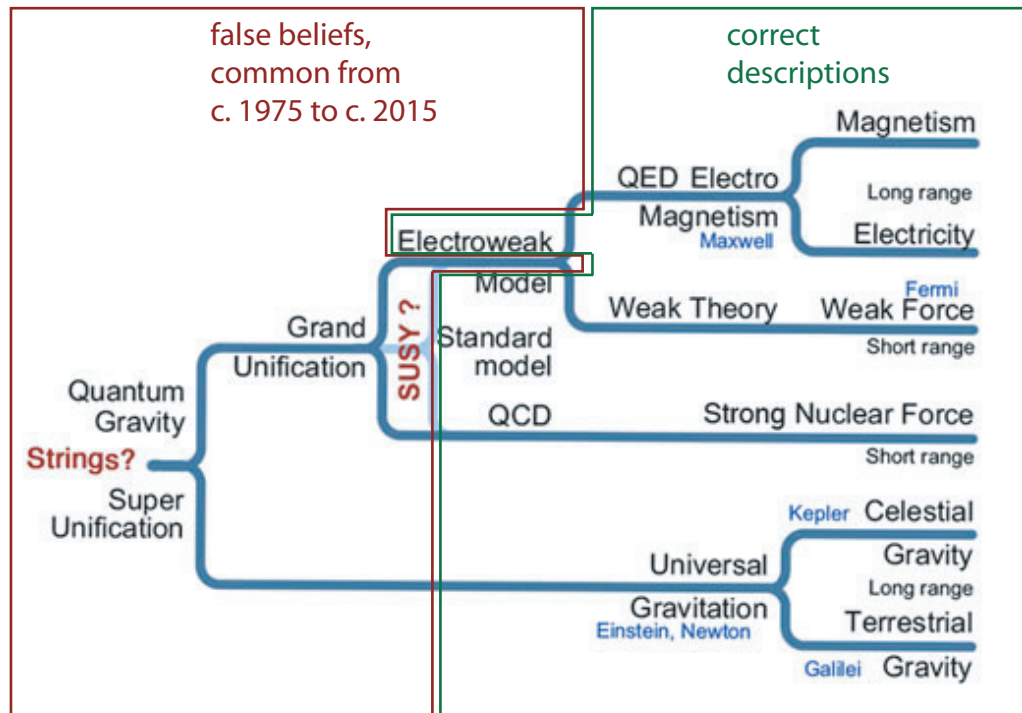 false beliefs,
common from
c. 1975 to c. 2015
correct
descriptions
Magnetism
QED Electro
Long range
Magnetism
Maxwell
Electricity
Electroweak
Model
Fermi
Weak Theory
Weak Force
Short range
Grand
Unification
SUSY ?
Standard
model
Quantum
Gravity
QCD
Strong Nuclear Force
Short range
Strings?
Super
Unification
Kepler Celestial
Gravity
Universal
Long range
Gravitation
Einstein, Newton
Terrestrial
Galilei Gravity